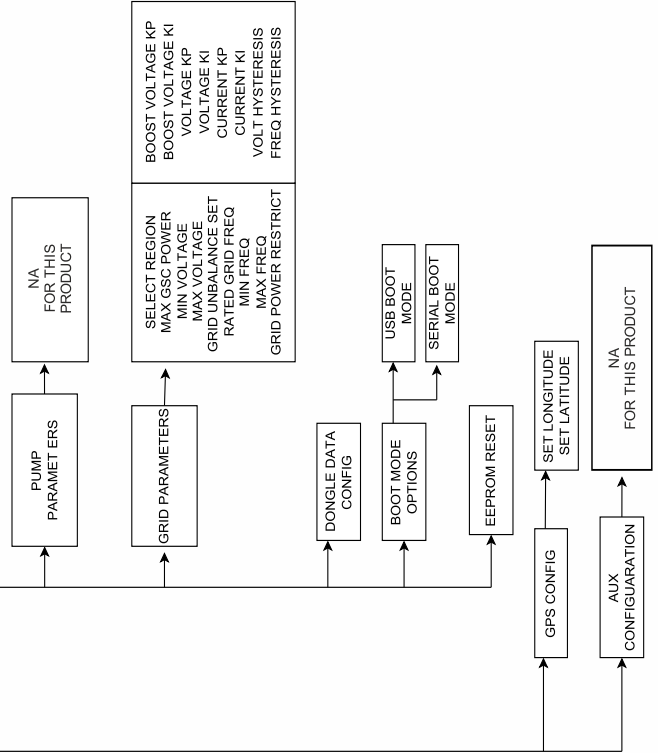 PUMP
PARAMET ERS
NA
FOR THIS
PRODUCT
GRID PARAMETERS
SELECT REGION
MAX GSC POWER
MIN VOLTAGE
MAX VOLTAGE
GRID UNBALANCE SET
RATED GRID FREQ
MIN FREQ
MAX FREQ
GRID POWER RESTRICT
BOOST VOLTAGE KP
BOOST VOLTAGE KI
VOLTAGE KP
VOLTAGE KI
CURRENT KP
CURRENT KI
VOLT HYSTERESIS
FREQ HYSTERESIS
DONGLE DATA
CONFIG
BOOT MODE
OPTIONS
USB BOOT
MODE
SERIAL BOOT
MODE
EEPROM RESET
GPS CONFIG
SET LONGITUDE
SET LATITUDE
AUX
CONFIGUARATION
NA
FOR THIS PRODUCT